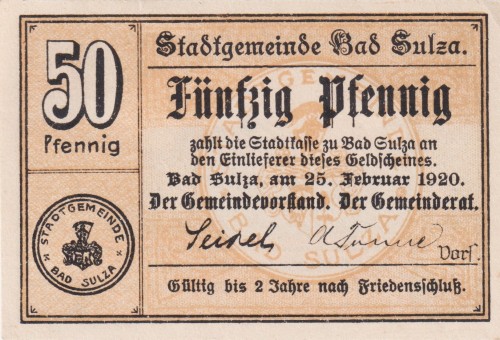 50
Pfennig
STADTGEMEINDE
BAD SULZA
Stadtgemeinde Bad Sulza.
Fünfzig Pfennig
zahlt die Stadtkasse zu Bad Sulza an
den Einlieferer dieses Geldscheines.
Bad Sulza, am 25. Februar 1920.
Der Gemeindevorstand. Der Gemeinderat.
Seidel
Vors.
Gültig bis 2 Jahre nach Friedensschluß.